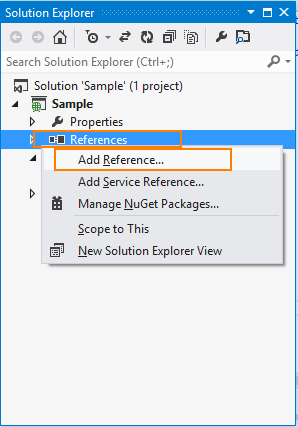 Solution Explorer
Search Solution Explorer (Ctrl+;)
Solution 'Sample' (1 project)
Sample
Properties
References
Add Reference...
Add Service Reference...
Manage NuGet Packages...
Scope to This
New Solution Explorer View